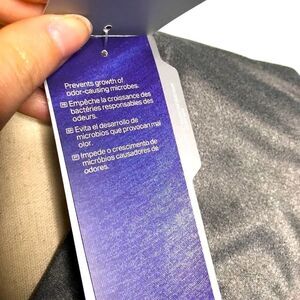 Prevents growth of
odor-causing microbes.
Empêche la croissance des
bactéries responsables des
odeurs.
Evita el desarrollo de
microbios que provocan mal
olor.
Impede o crescimento de
micróbios causadores de
odores.